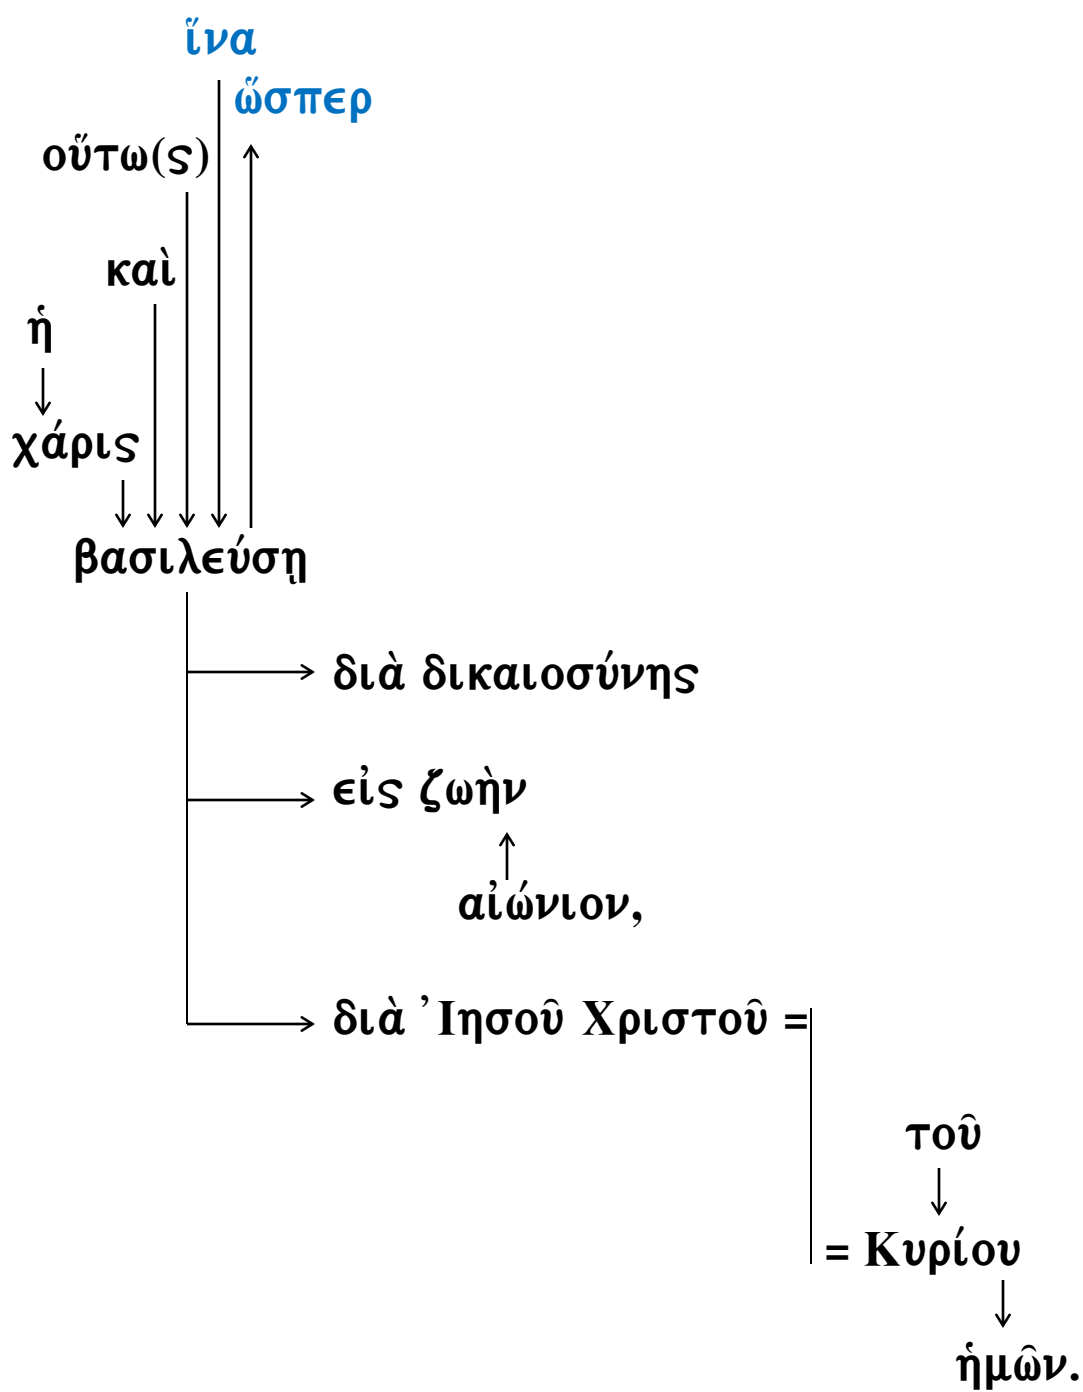 ἵνα
ὥσπερ
οὕτω(ς)
καὶ
ἡ
χάρις
βασιλεύσῃ
διὰ δικαιοσύνης
εἰς ζωὴν
αἰώνιον,
διὰ Ἰησοῦ Χριστοῦ =
τοῦ
= Κυρίου
ἡμῶν.